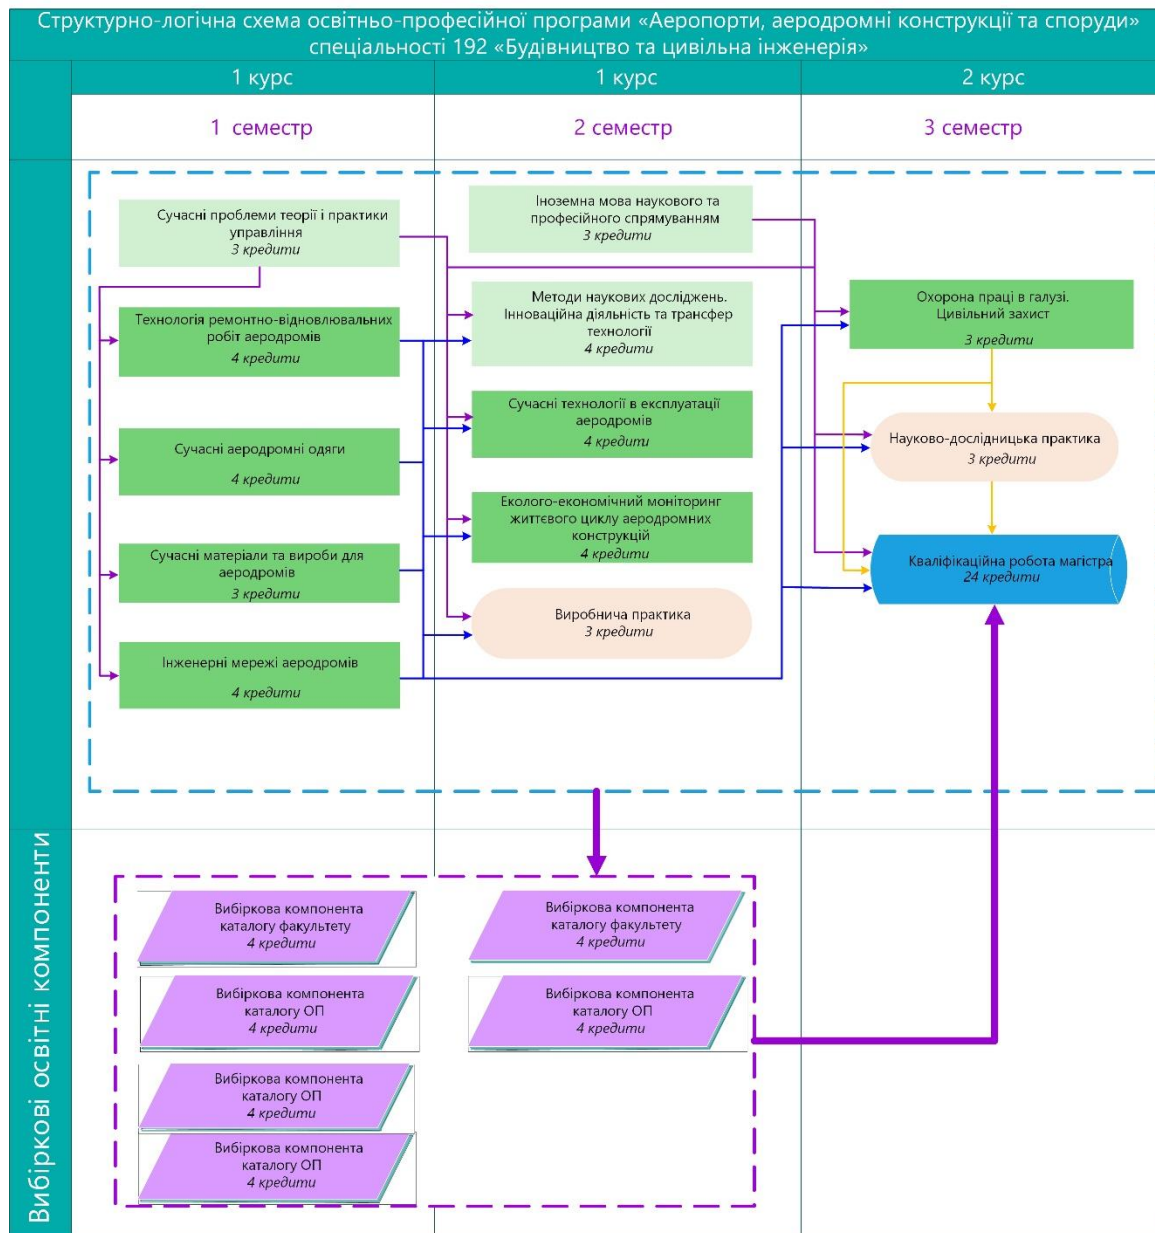 Структурно-логічна схема освітньо-професійної програми «Аеропорти, аеродромні конструкції та споруди»
спеціальності 192 «Будівництво та цивільна інженерія»
1 курс
1 курс
2 курс
1 семестр
2 семестр
3 семестр
Сучасні проблеми теорії і практики
управління
3 кредити
Технологія ремонтно-відновлювальних
робіт аеродромів
4 кредити
Сучасні аеродромні одяги
4 кредити
Сучасні матеріали та вироби для
аеродромів
3 кредити
Інженерні мережі аеродромів
4 кредити
Іноземна мова наукового та
професійного спрямуванням
3 кредити
Методи наукових досліджень.
Інноваційна діяльність та трансфер
технології
4 кредити
Сучасні технології в експлуатації
аеродромів
4 кредити
Еколого-економічний моніторинг
життєвого циклу аеродромних
конструкцій
4 кредити
Виробнича практика
3 кредити
Охорона праці в галузі.
Цивільний захист
3 кредити
Науково-дослідницька практика
3 кредити
Кваліфікаційна робота магістра
24 кредити
Вибіркові освітні компоненти
Вибіркова компонента
каталогу факультету
4 кредити
Вибіркова компонента
каталогу ОП
4 кредити
Вибіркова компонента
каталогу ОП
4 кредити
Вибіркова компонента
каталогу ОП
4 кредити
Вибіркова компонента
каталогу факультету
4 кредити
Вибіркова компонента
каталогу ОП
4 кредити